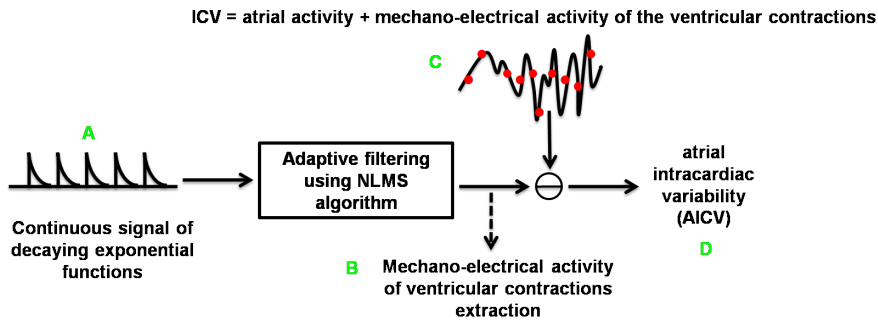 ICV = atrial activity + mechano-electrical activity of the ventricular contractions
C
A
Adaptive filtering
using NLMS
algorithm
atrial
intracardiac
variability
(AICV)
Continuous signal of
decaying exponential
functions
D
B
Mechano-electrical activity
of ventricular contractions
extraction